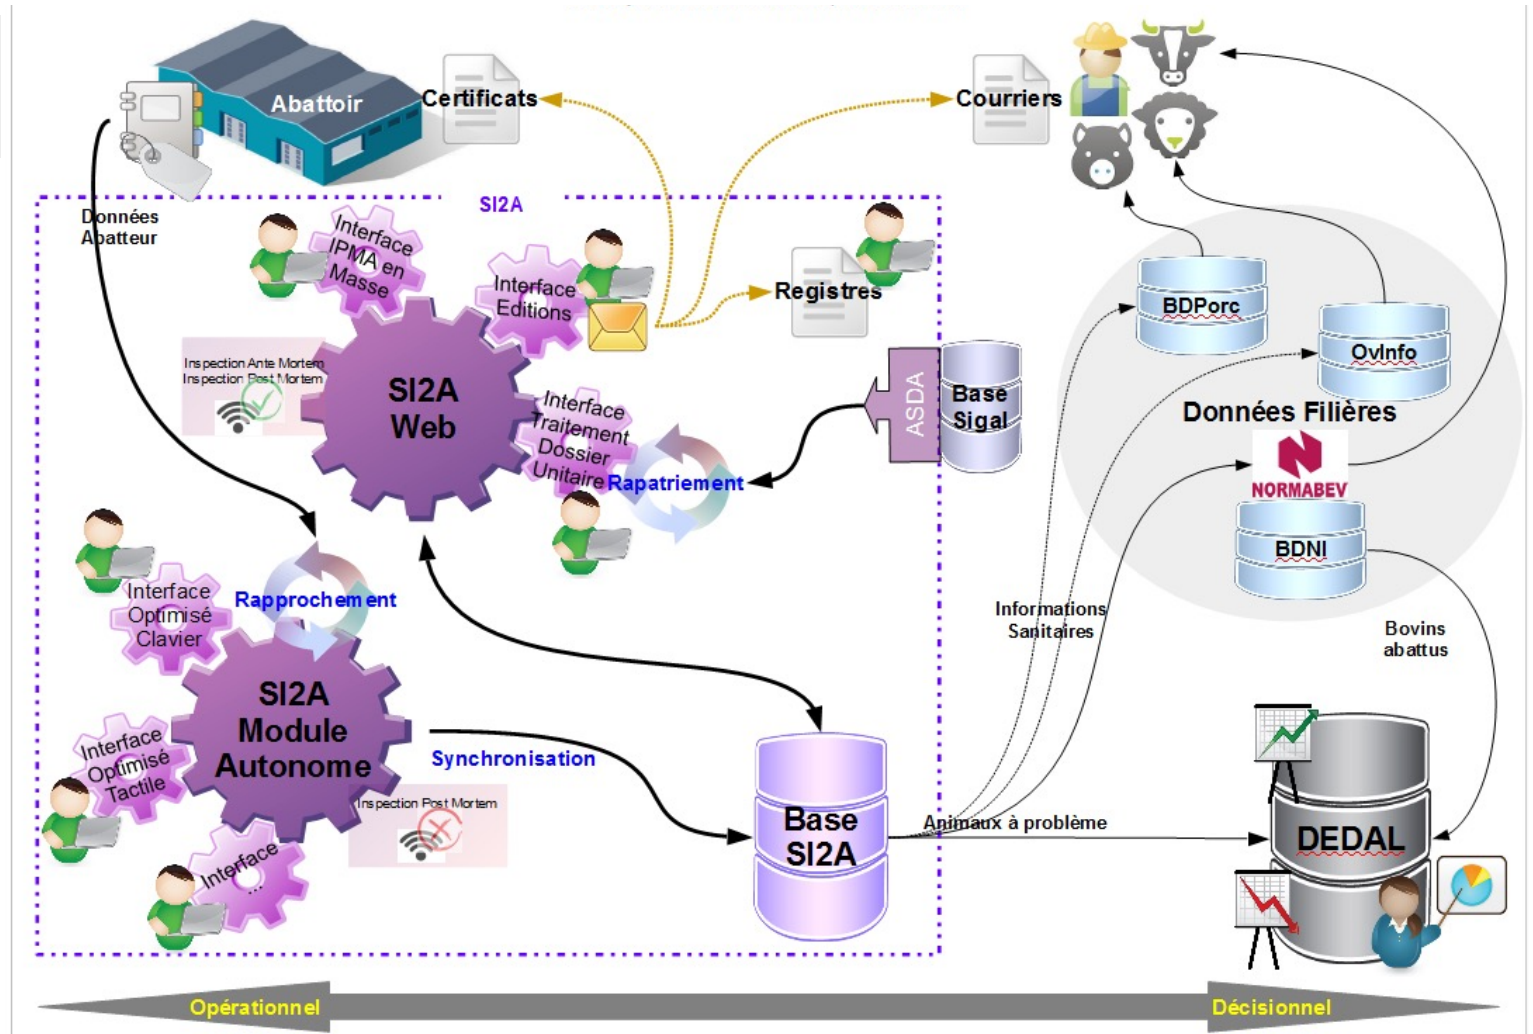 Abattoir
Certificats
Courriers
Données
Abatteur
SI2A
Interface
IPMA en
Masse
Interface
Editions
Registres
BDPorc
OvInfo
Données Filières
NORMABEV
BDNI
Inspection Ante Mortem
Inspection Post Mortem
SI2A
Web
Interface
Traitement
Dossier
Unitaire
Rapatriement
ASDA
Base
Sigal
Interface
Optimisé
Clavier
Rapprochement
SI2A
Module
Autonome
Interface
Optimisé
Tactile
Interface
...
Inspection Post Mortem
Synchronisation
Base
SI2A
Informations
Sanitaires
Bovins
abattus
Animaux à problème
DEDAL
Opérationnel
Décisionnel